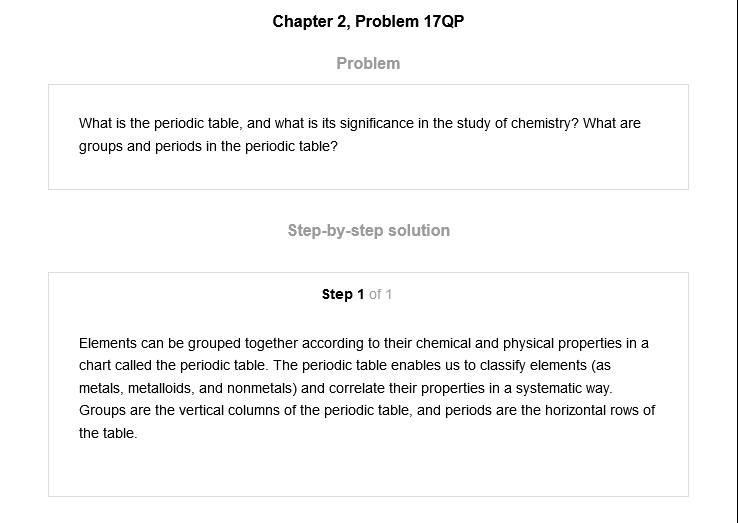 Chapter 2, Problem 17QP
Problem
What is the periodic table, and what is its significance in the study of chemistry? What are
groups and periods in the periodic table?
Step-by-step solution
Step 1 of 1
Elements can be grouped together according to their chemical and physical properties in a
chart called the periodic table. The periodic table enables us to classify elements (as
metals, metalloids, and nonmetals) and correlate their properties in a systematic way.
Groups are the vertical columns of the periodic table, and periods are the horizontal rows of
the table.